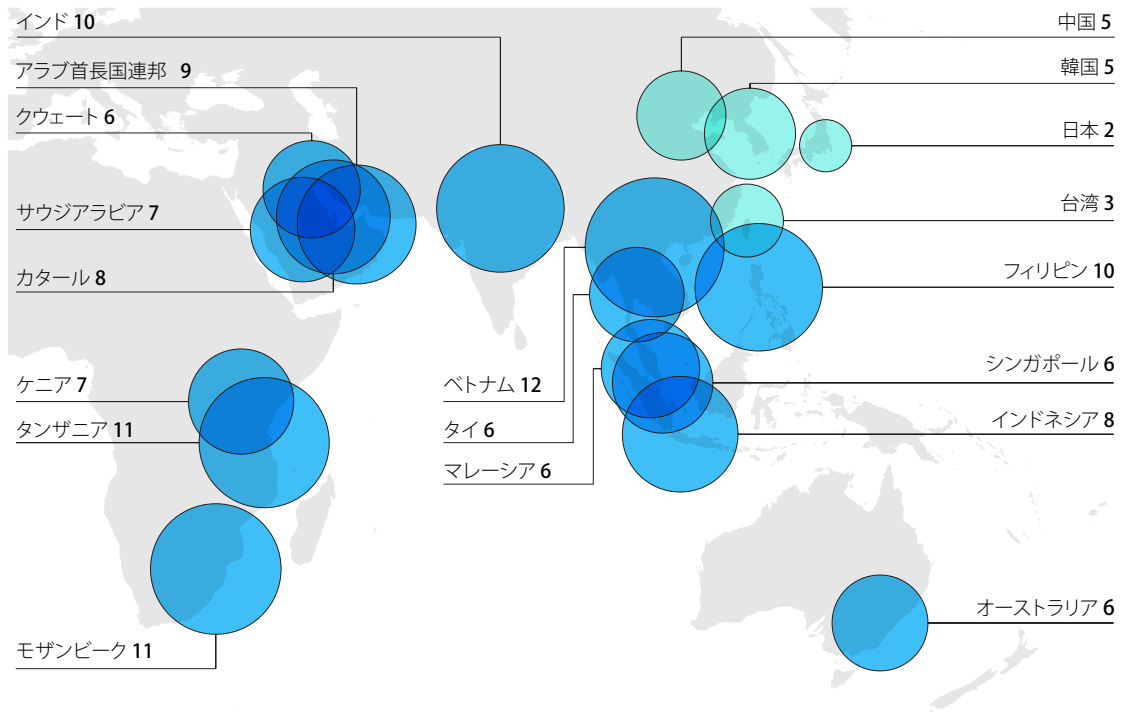 インド 10
アラブ首長国連邦 9
クウェート 6
サウジアラビア 7
カタール 8
ケニア 7
タンザニア 11
モザンビーク 11
ベトナム 12
タイ 6
マレーシア 6
中国 5
韓国 5
日本 2
台湾 3
フィリピン 10
シンガポール 6
インドネシア 8
オーストラリア 6